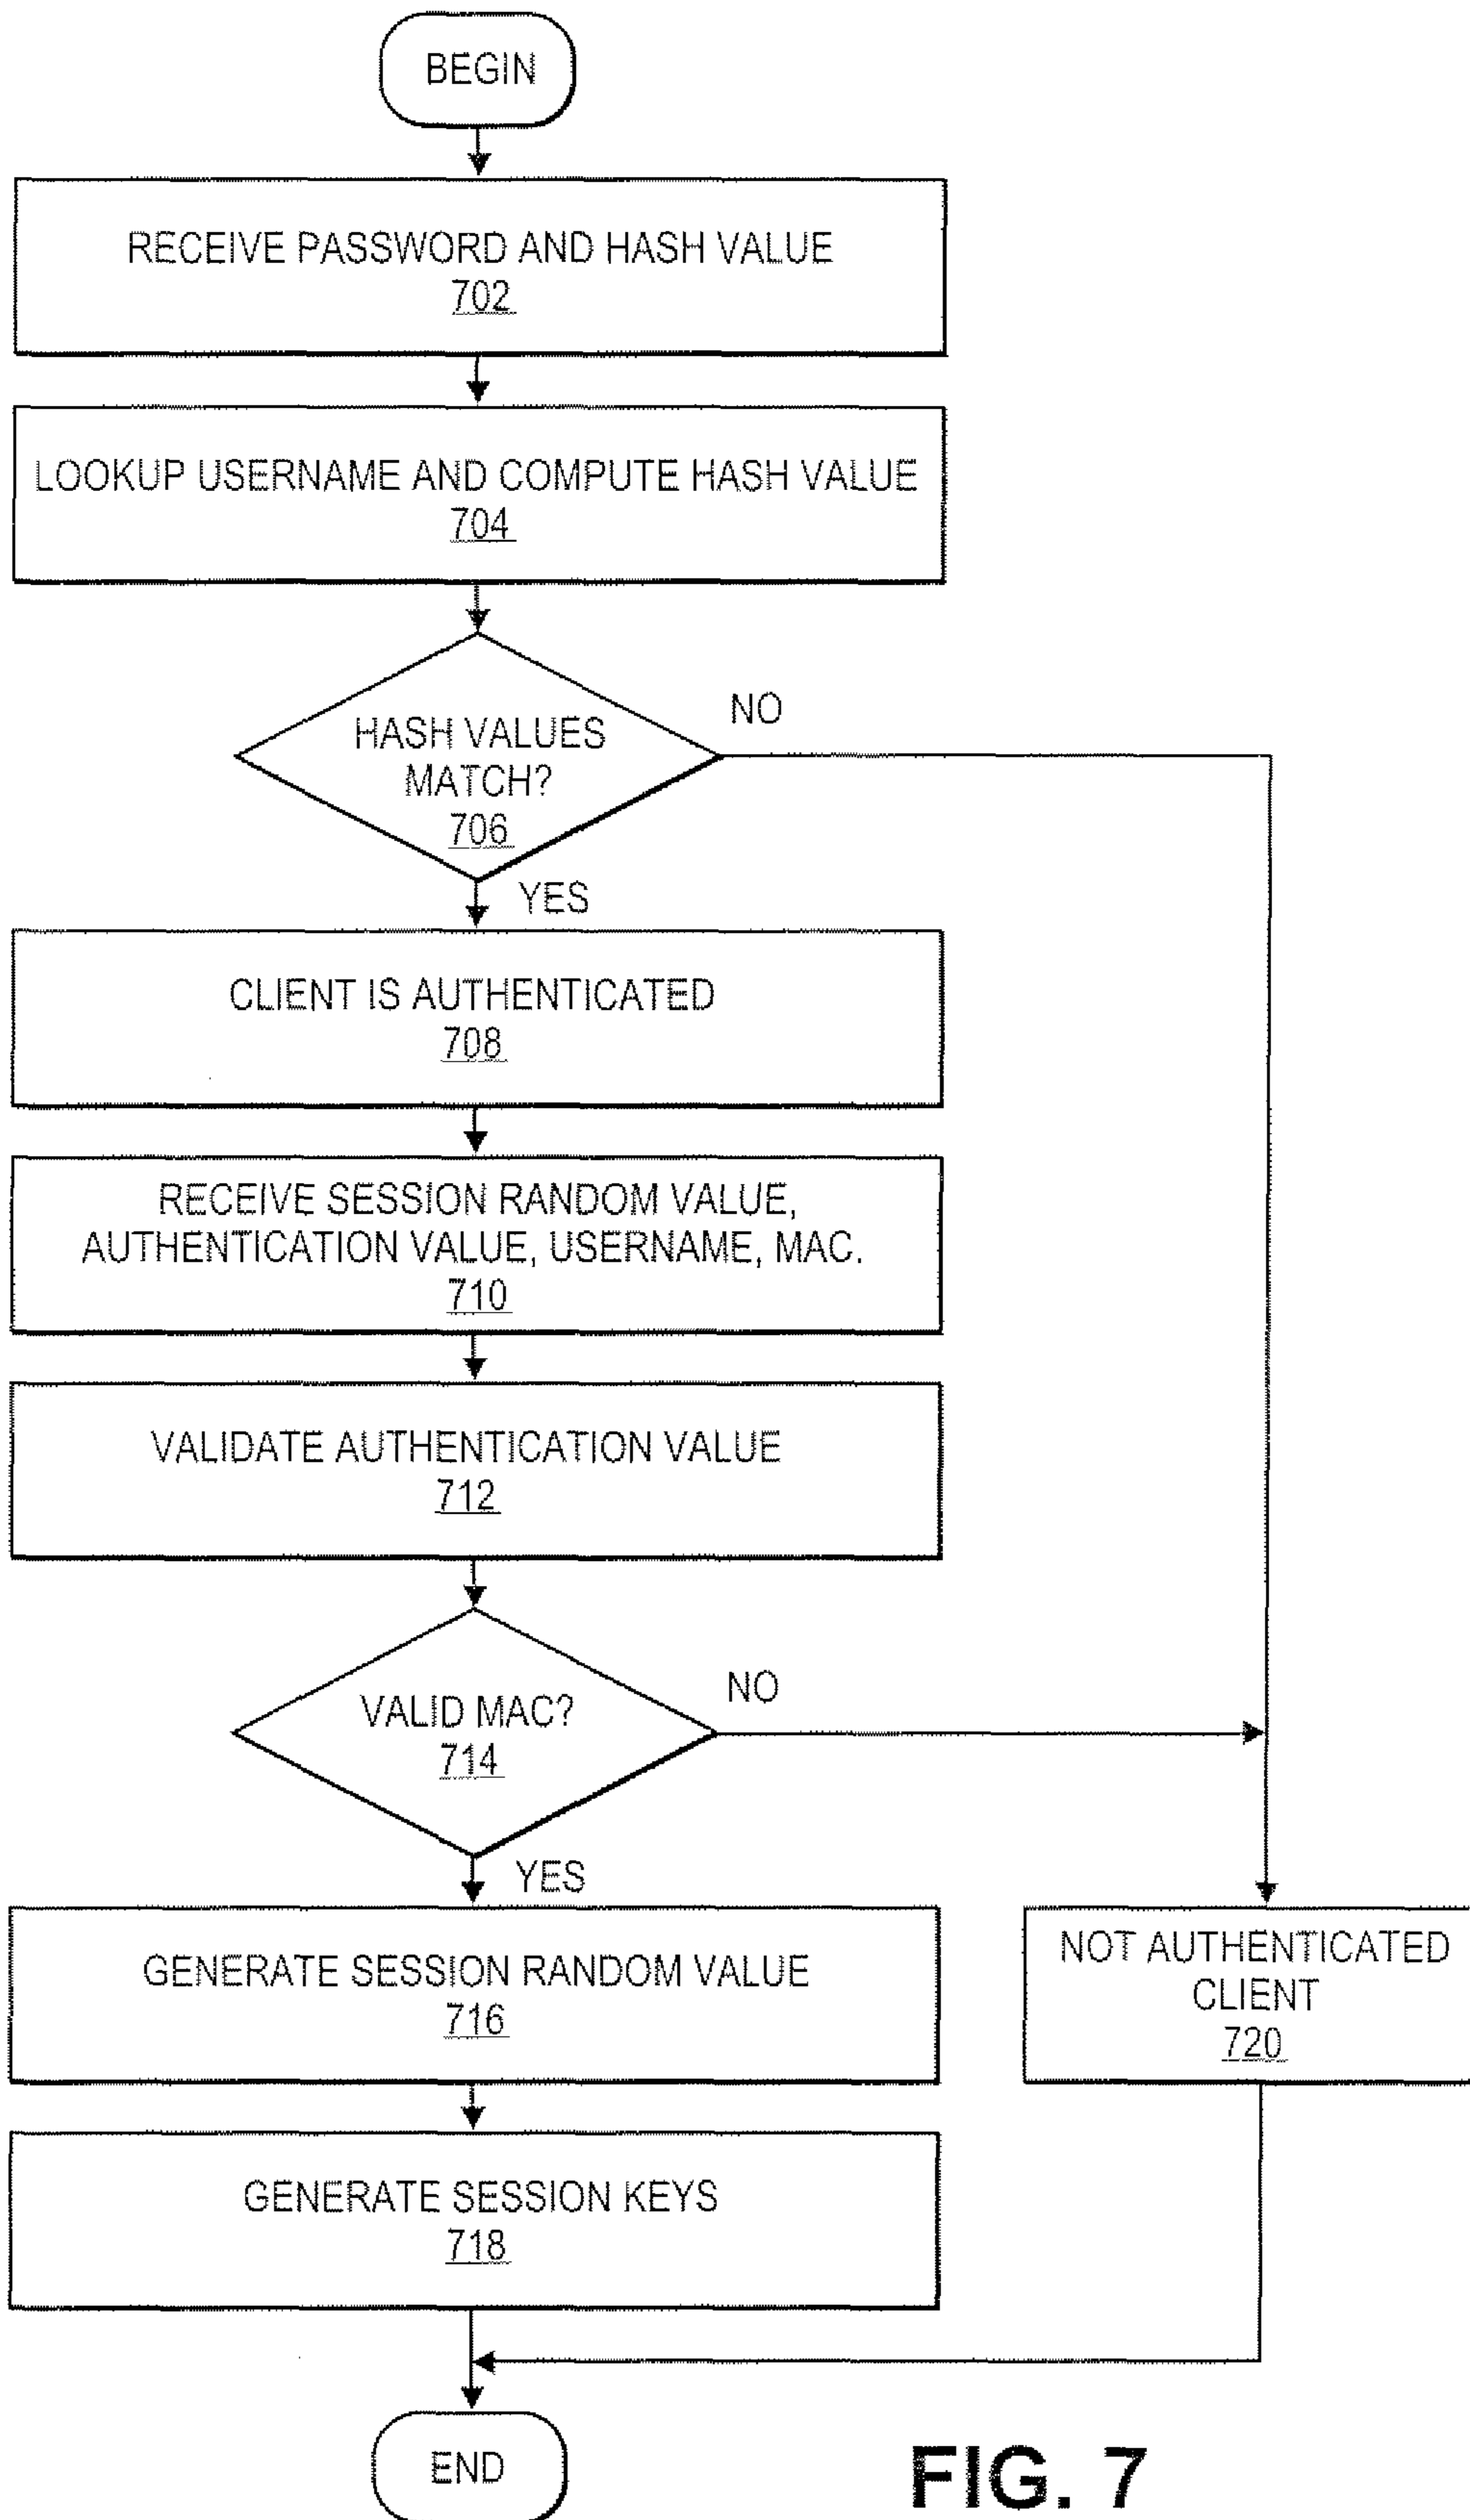 BEGIN
RECEIVE PASSWORD AND HASH VALUE
702
LOOKUP USERNAME AND COMPUTE HASH VALUE
704
HASH VALUES
MATCH?
706
NO
YES
CLIENT IS AUTHENTICATED
708
RECEIVE SESSION RANDOM VALUE,
AUTHENTICATION VALUE, USERNAME, MAC.
710
VALIDATE AUTHENTICATION VALUE
712
VALID MAC?
714
NO
YES
GENERATE SESSION RANDOM VALUE
716
NOT AUTHENTICATED
CLIENT
720
GENERATE SESSION KEYS
718
END
FIG. 7